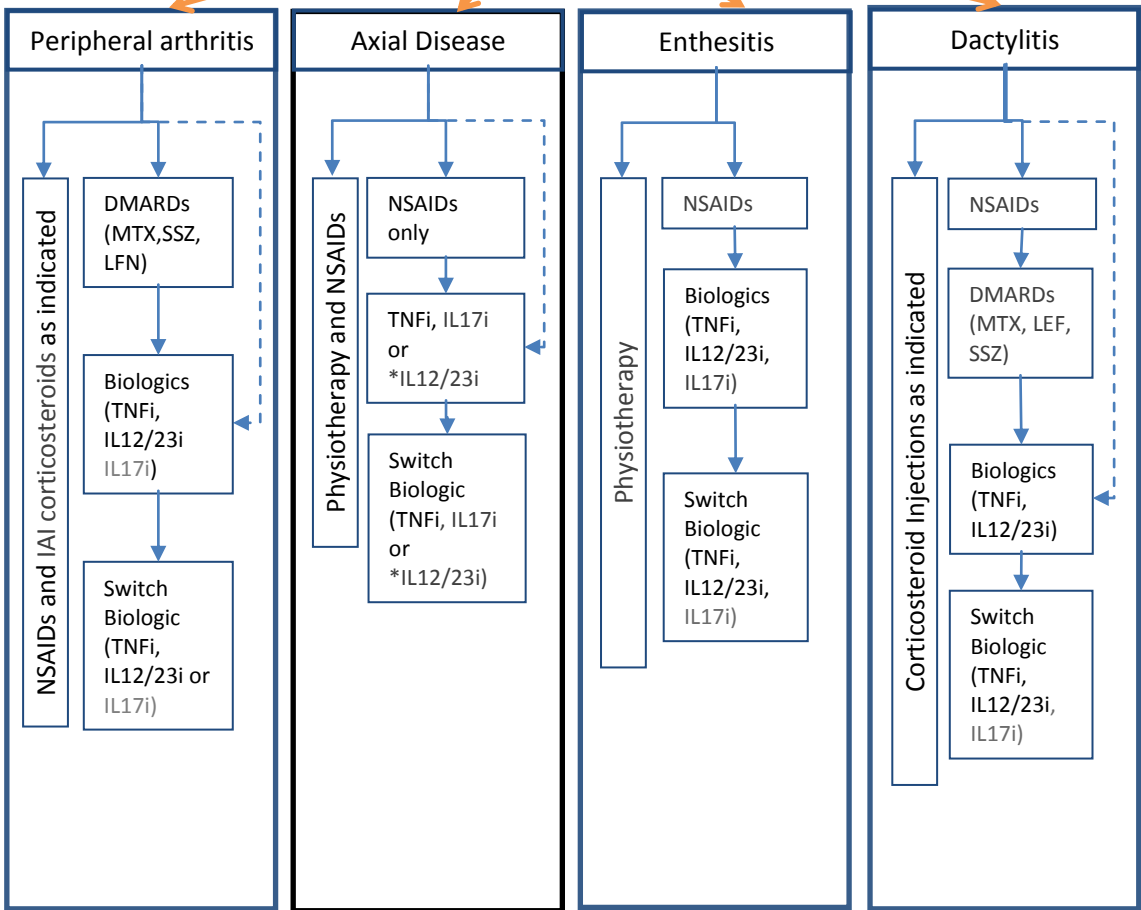 Peripheral arthritis
NSAIDs and IAI corticosteroids as indicated
DMARDs
(MTX,SSZ,
LFN)
Biologics
(TNFi,
IL12/23i
IL17i)
Switch
Biologic
(TNFi,
IL12/23i or
IL17i)
Axial Disease
Physiotherapy and NSAIDs
NSAIDs
only
TNFi, IL17i
or
*IL12/23i
Switch
Biologic
(TNFi, IL17i
or
*IL12/23i)
Enthesitis
Physiotherapy
NSAIDs
Biologics
(TNFi,
IL12/23i,
IL17i)
Switch
Biologic
(TNFi,
IL12/23i,
IL17i)
Dactylitis
Corticosteroid Injections as indicated
NSAIDs
DMARDs
(MTX, LEF,
SSZ)
Biologics
(TNFi,
IL12/23i)
Switch
Biologic
(TNFi,
IL12/23i,
IL17i)